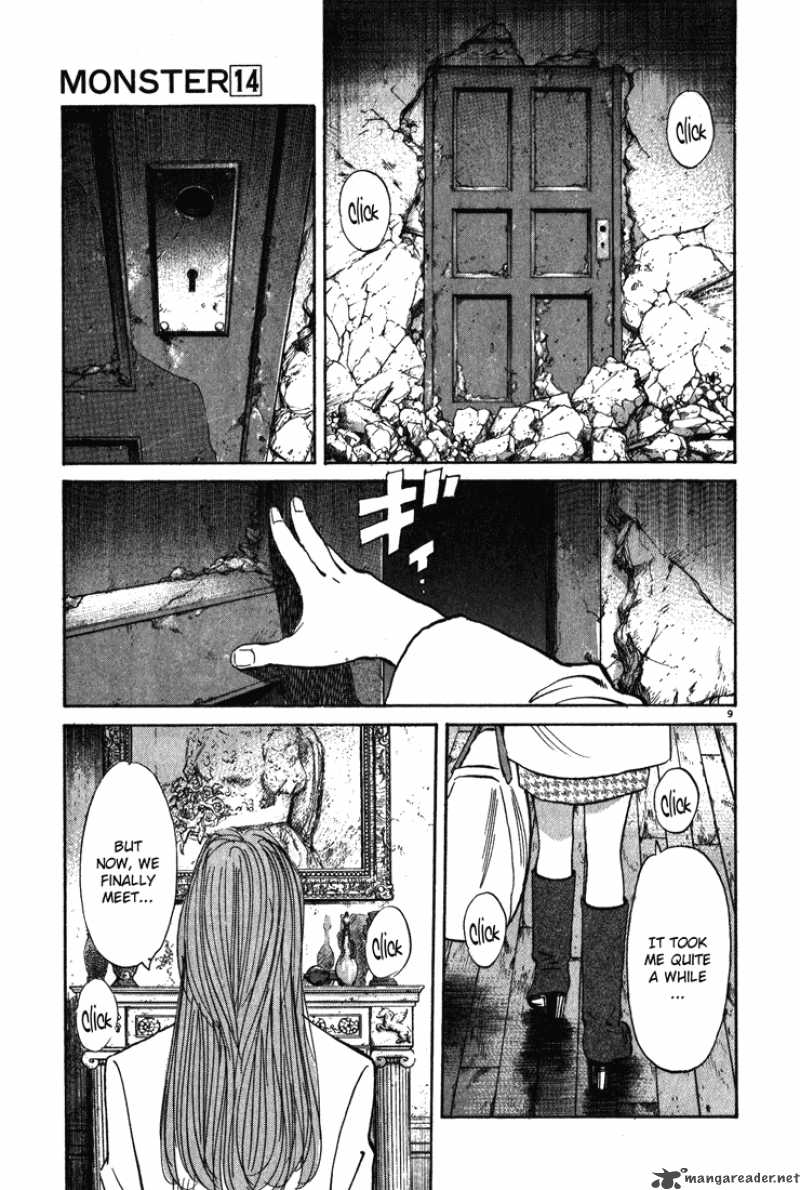 MONSTER 14
Click
Click
ギィ
9
Click
Click
IT TOOK
ME QUITE
A WHILE
...
BUT
NOW, WE
FINALLY
MEET...
Click
Click
mangareader.net